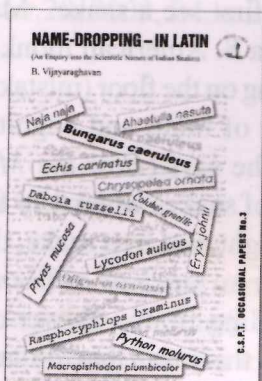 NAME-DROPPING – IN LATIN
(An Enquiry into the Scientific Names of Indian Snakes)
B. Vijayaraghavan
Naja naja
Ahaetulla nasuta
Bungarus caeruleus
Echis carinatus
Chrysopelea ornata
Daboia russelii
Coluber gracilis
Eryx johnii
Ptyas mucosa
Lycodon aulicus
Oligodon arnensis
Ramphotyphlops braminus
Python molurus
Macropisthodon plumbicolor
C.S.P.T. OCCASIONAL PAPERS No.3